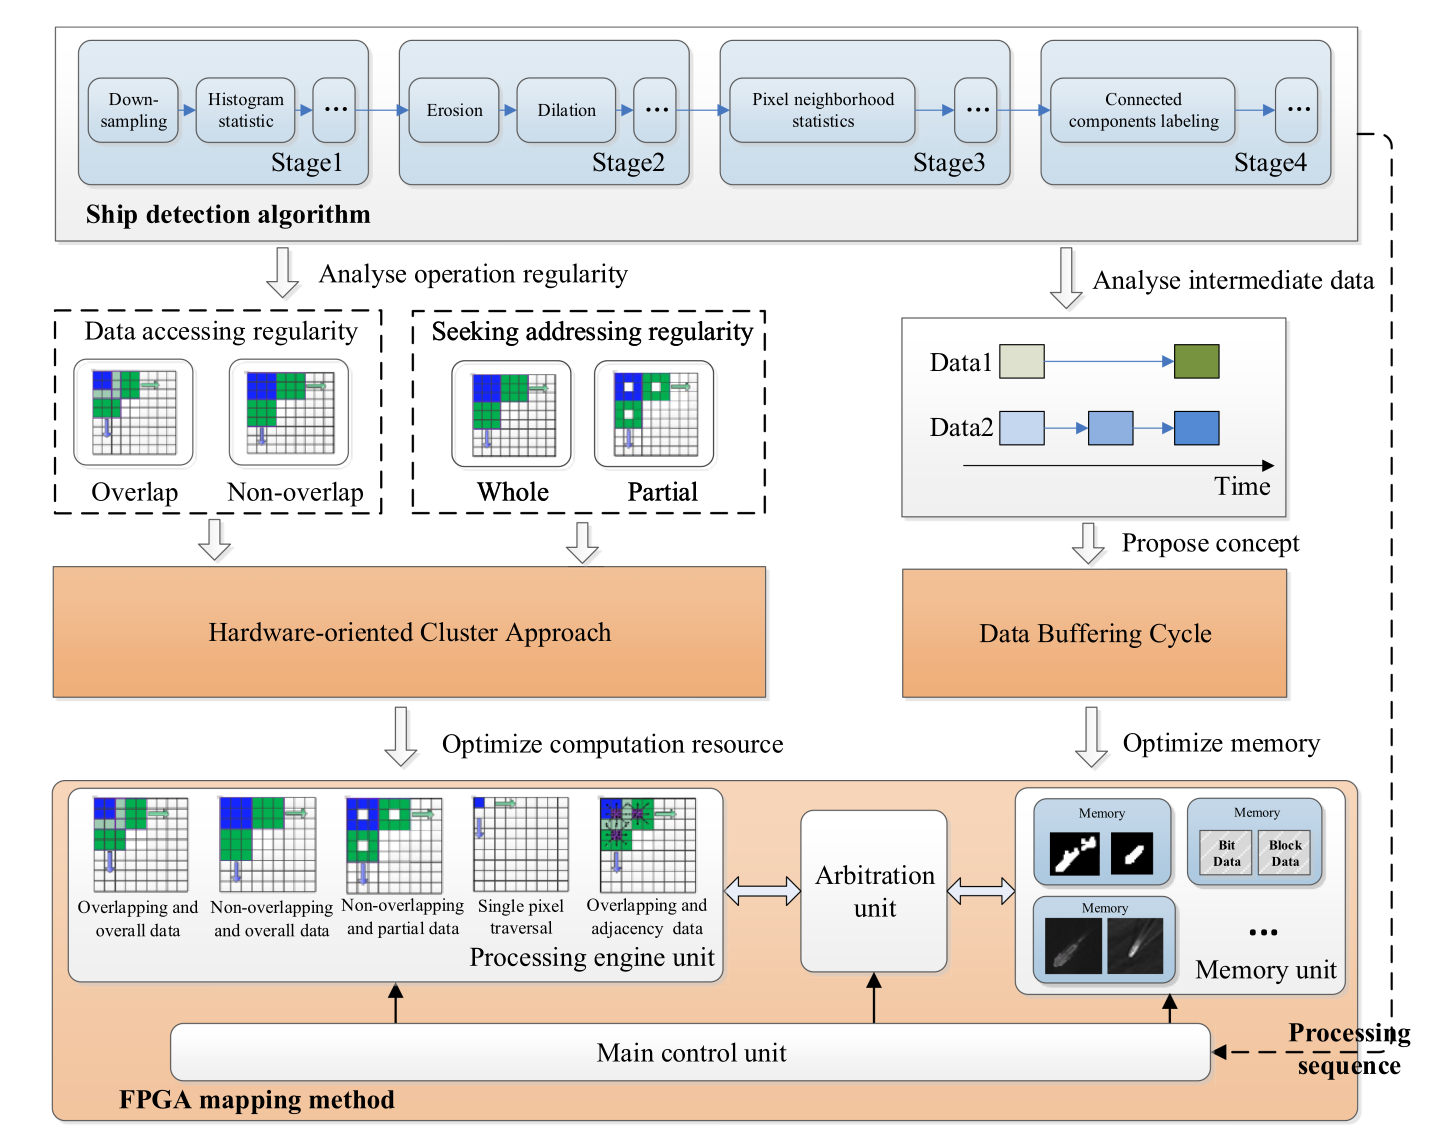 Down-
sampling
Histogram
statistic
...
Stage1
Erosion
Dilation
...
Stage2
Pixel neighborhood
statistics
...
Stage3
Connected
components labeling
...
Stage4
Ship detection algorithm
Analyse operation regularity
Analyse intermediate data
Data accessing regularity
Overlap
Non-overlap
Seeking addressing regularity
Whole
Partial
Data1
Data2
Time
Propose concept
Hardware-oriented Cluster Approach
Data Buffering Cycle
Optimize computation resource
Optimize memory
Overlapping and
overall data
Non-overlapping
and overall data
Non-overlapping
and partial data
Single pixel
traversal
Overlapping and
adjacency data
Processing engine unit
Arbitration
unit
Memory
Memory
Bit
Data
Block
Data
Memory
...
Memory unit
Main control unit
Processing
sequence
FPGA mapping method